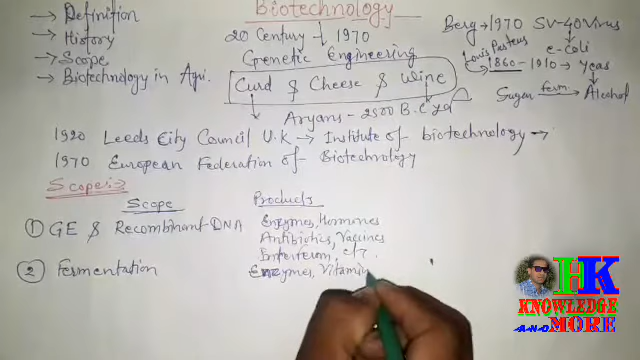 Biotechnology
→ Definition
→ History
→ Scope
→ Biotechnology in Agri.
20 Century → 1970
Genetic Engineering
Curd & Cheese & Wine
Aryans - 2500 B.C
Berg → 1970 SV-40 Virus
e-coli
Louis Pasteur
1860 - 1910 → Yeas
Sugar ferm. Alcohol
1920 Leeds City Council U.K → Institute of biotechnology →
1970 European Federation of Biotechnology
Scope:→
Scope Products
① GE & Recombinant DNA Enzymes, Hormones
Antibiotics, Vaccines
Interferon, etc.
② Fermentation Enzymes, Vitamin
HK
KNOWLEDGE
AND MORE